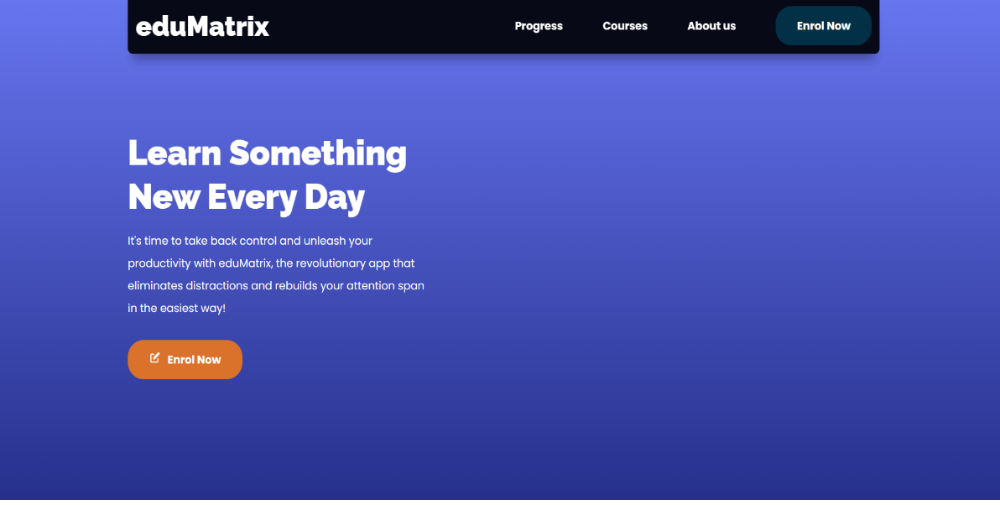 eduMatrix
Progress
Courses
About us
Enrol Now
Learn Something
New Every Day
It's time to take back control and unleash your
productivity with eduMatrix, the revolutionary app that
eliminates distractions and rebuilds your attention span
in the easiest way!
Enrol Now